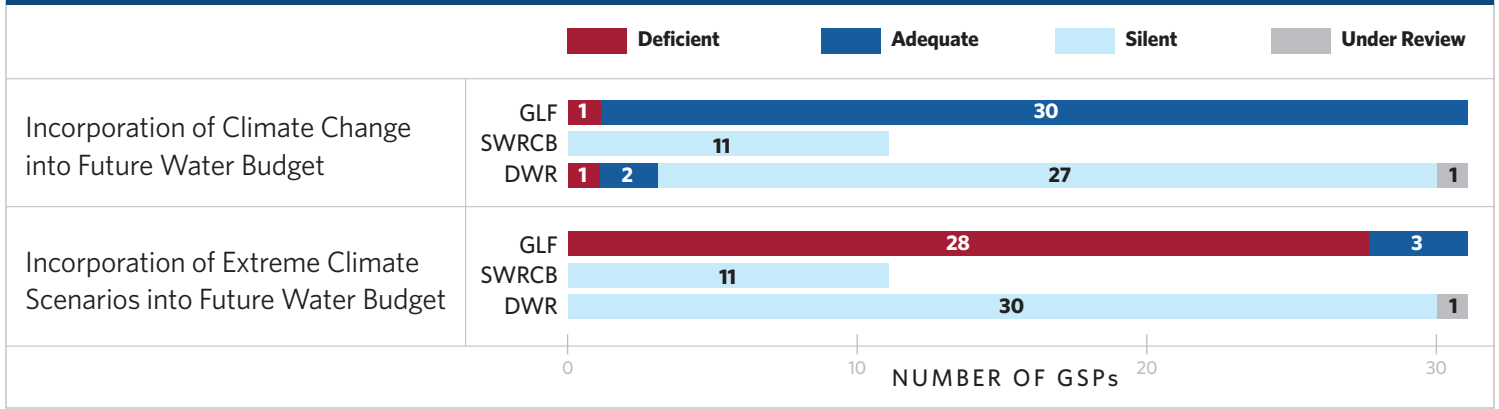 Deficient Adequate Silent Under Review
Incorporation of Climate Change
into Future Water Budget
GLF 1 30
SWRCB 11
DWR 1 2 27 1
Incorporation of Extreme Climate
Scenarios into Future Water Budget
GLF 28 3
SWRCB 11
DWR 30 1
0 10 20 30
NUMBER OF GSPs